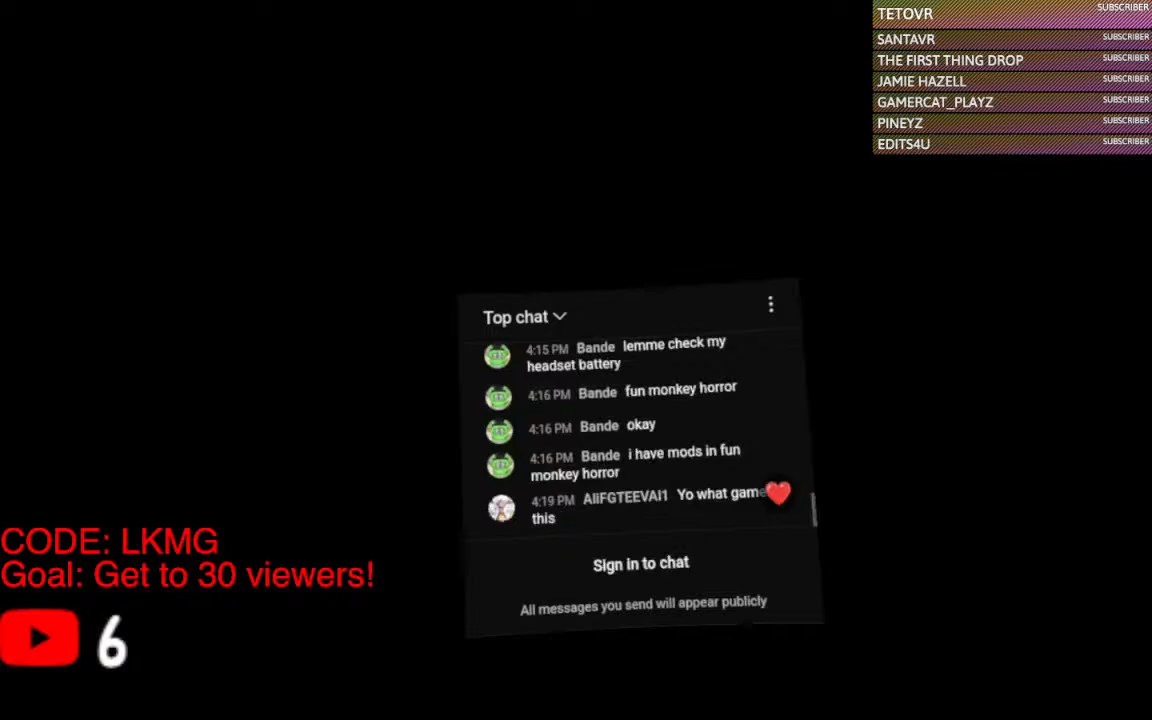 TETOVR SUBSCRIBER
SANTAVR SUBSCRIBER
THE FIRST THING DROP SUBSCRIBER
JAMIE HAZELL SUBSCRIBER
GAMERCAT_PLAYZ SUBSCRIBER
PINEYZ SUBSCRIBER
EDITS4U SUBSCRIBER
Top chat
4:15 PM Bande lemme check my
headset battery
4:16 PM Bande fun monkey horror
4:16 PM Bande okay
4:16 PM Bande i have mods in fun
monkey horror
4:19 PM AliFGTEEVAI1 Yo what game
this
Sign in to chat
All messages you send will appear publicly
CODE: LKMG
Goal: Get to 30 viewers!
6